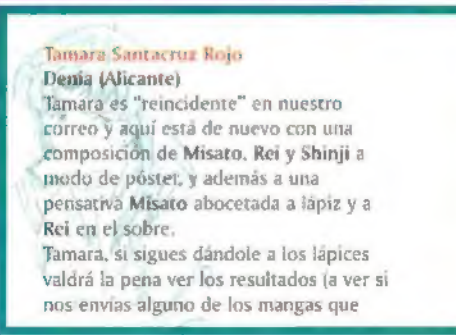 Tamara Santacruz Rojo
Denia (Alicante)
Tamara es "reincidente" en nuestro
correo y aquí está de nuevo con una
composición de Misato, Rei y Shinji a
modo de póster, y además a una
pensativa Misato abocetada a lápiz y a
Rei en el sobre.
Tamara, si sigues dándole a los lápices
valdrá la pena ver los resultados (a ver si
nos envías alguno de los mangas que